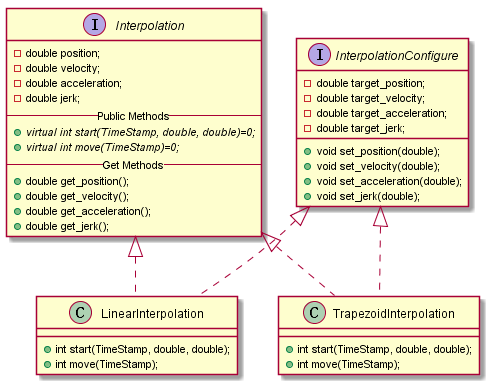 I Interpolation
double position;
double velocity;
double acceleration;
double jerk;
Public Methods
virtual int start(TimeStamp, double, double)=0;
virtual int move(TimeStamp)=0;
Get Methods
double get_position();
double get_velocity();
double get_acceleration();
double get_jerk();
I InterpolationConfigure
double target_position;
double target_velocity;
double target_acceleration;
double target_jerk;
void set_position(double);
void set_velocity(double);
void set_acceleration(double);
void set_jerk(double);
C LinearInterpolation
int start(TimeStamp, double, double);
int move(TimeStamp);
C TrapezoidInterpolation
int start(TimeStamp, double, double);
int move(TimeStamp);